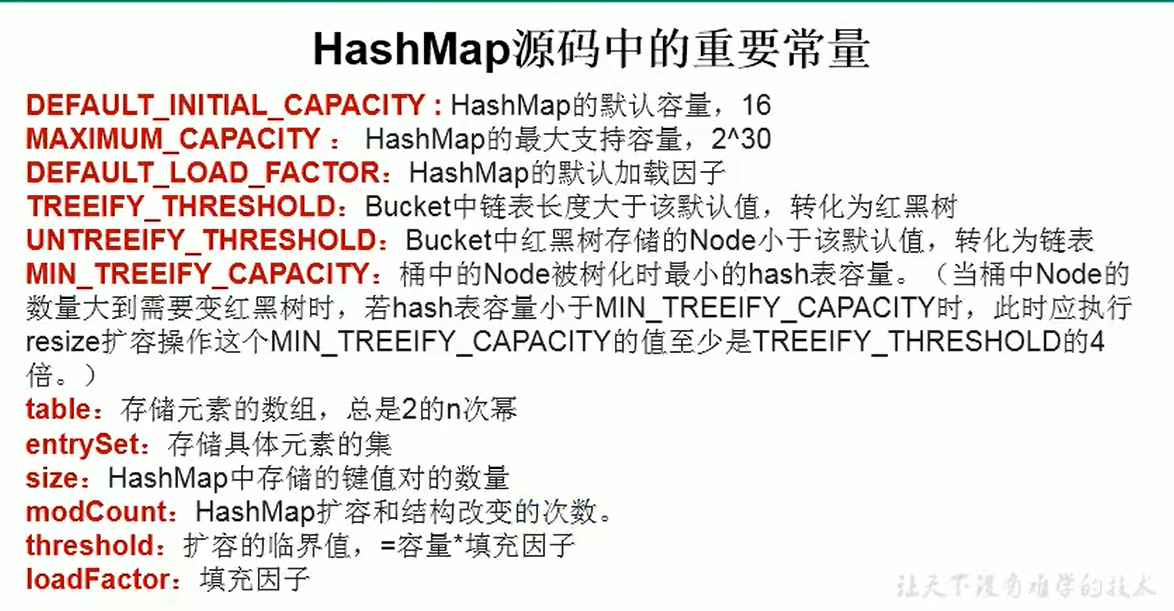 HashMap源码中的重要常量
DEFAULT_INITIAL_CAPACITY : HashMap的默认容量，16
MAXIMUM_CAPACITY ： HashMap的最大支持容量，2^30
DEFAULT_LOAD_FACTOR：HashMap的默认加载因子
TREEIFY_THRESHOLD：Bucket中链表长度大于该默认值，转化为红黑树
UNTREEIFY_THRESHOLD：Bucket中红黑树存储的Node小于该默认值，转化为链表
MIN_TREEIFY_CAPACITY：桶中的Node被树化时最小的hash表容量。（当桶中Node的
数量大到需要变红黑树时，若hash表容量小于MIN_TREEIFY_CAPACITY时，此时应执行
resize扩容操作这个MIN_TREEIFY_CAPACITY的值至少是TREEIFY_THRESHOLD的4
倍。）
table：存储元素的数组，总是2的n次幂
entrySet：存储具体元素的集
size：HashMap中存储的键值对的数量
modCount：HashMap扩容和结构改变的次数。
threshold：扩容的临界值，=容量*填充因子
loadFactor：填充因子
让天下没有难学的技术